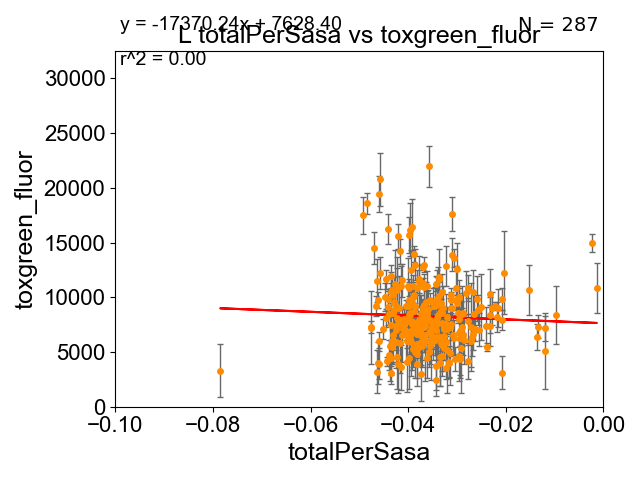 y = -17370.24x + 7628.40
N = 287
L totalPerSasa vs toxgreen_fluor
r^2 = 0.00
30000
25000
20000
15000
10000
5000
0
toxgreen_fluor
−0.10 −0.08 −0.06 −0.04 −0.02 0.00
totalPerSasa